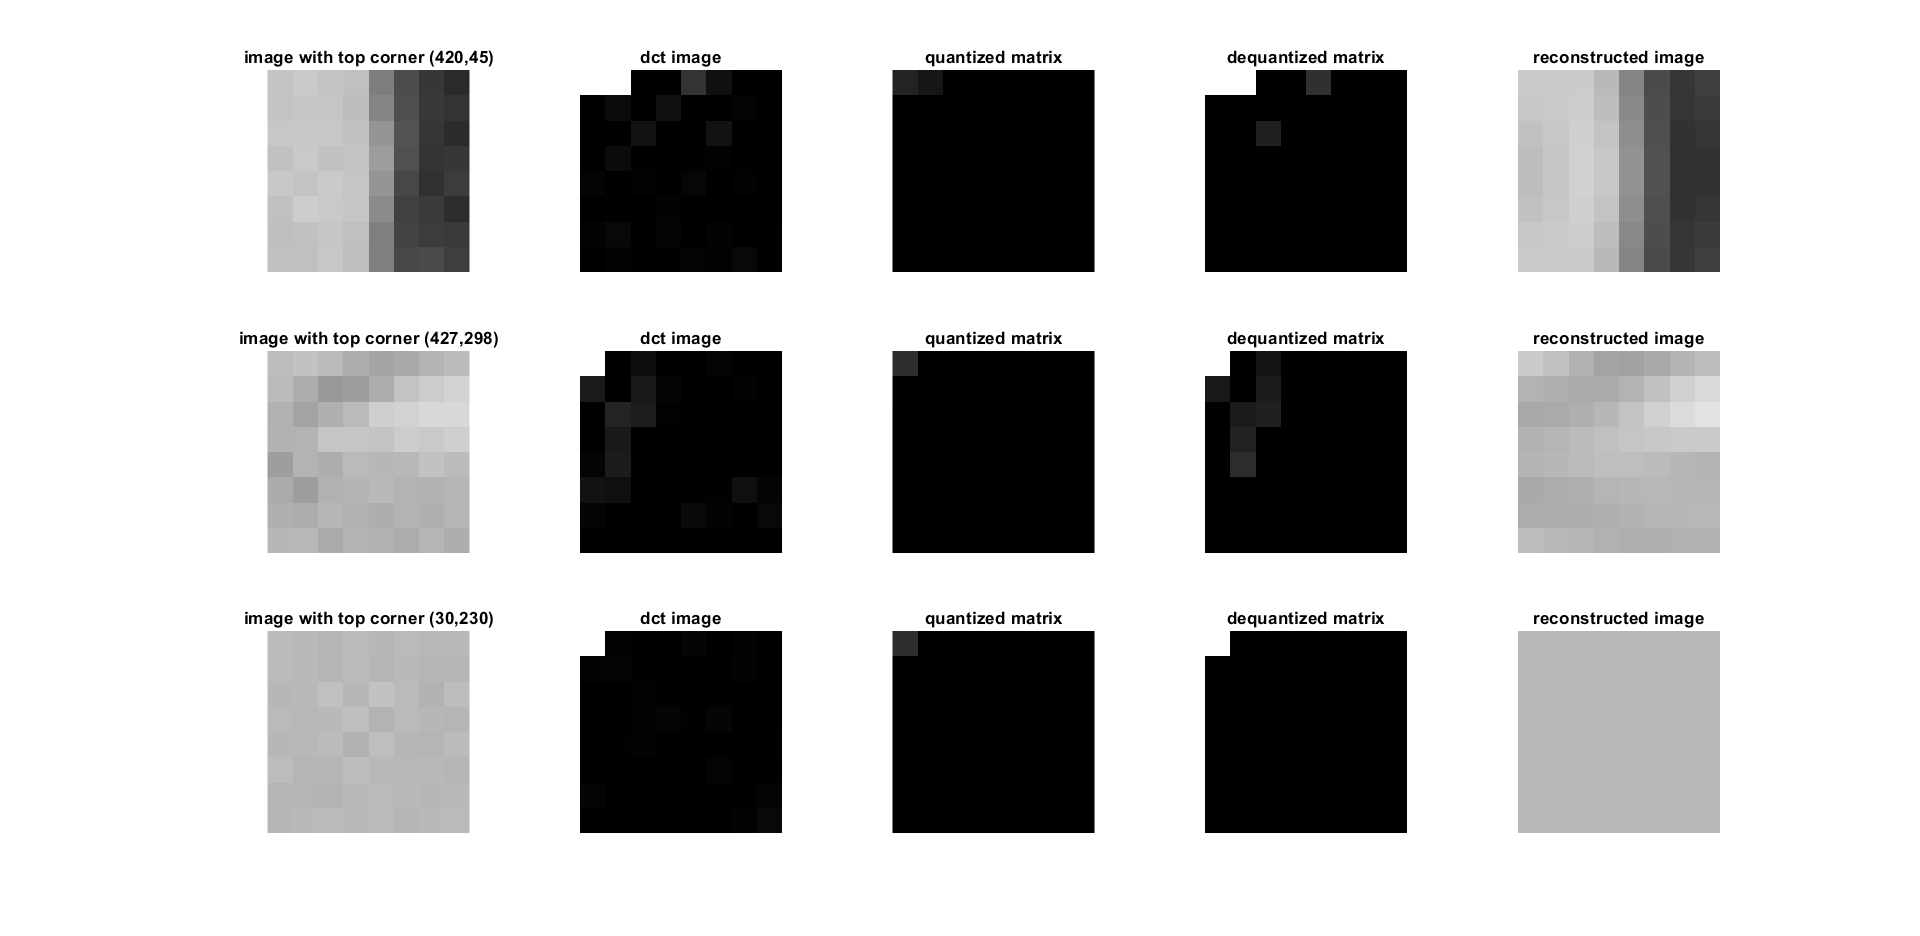 image with top corner (420,45)
dct image
quantized matrix
dequantized matrix
reconstructed image
image with top corner (427,298)
dct image
quantized matrix
dequantized matrix
reconstructed image
image with top corner (30,230)
dct image
quantized matrix
dequantized matrix
reconstructed image